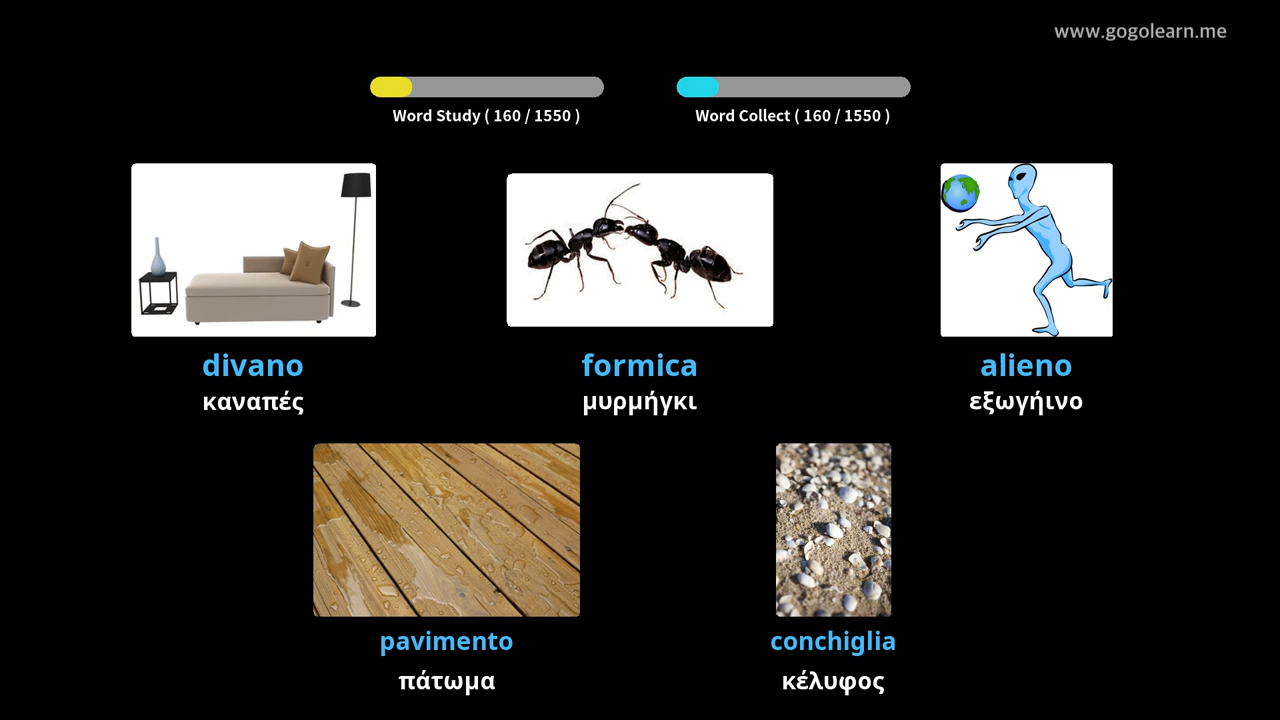 www.gogolearn.me
Word Study ( 160 / 1550 )
Word Collect ( 160 / 1550 )
divano
formica
alieno
καναπές
μυρμήγκι
εξωγήινο
pavimento
conchiglia
πάτωμα
κέλυφος